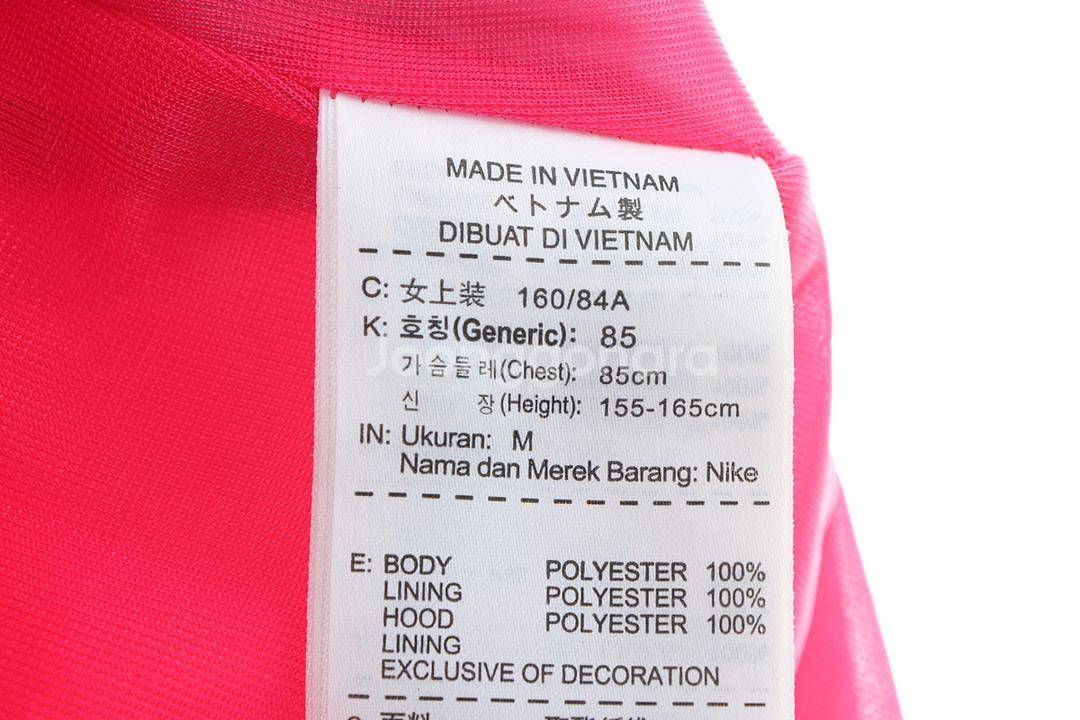 MADE IN VIETNAM
ベトナム製
DIBUAT DI VIETNAM
C: 女上装 160/84A
K: 호칭(Generic): 85
가슴둘레(Chest): 85cm
신 장(Height): 155-165cm
IN: Ukuran: M
Nama dan Merek Barang: Nike
Joonggonara
E: BODY POLYESTER 100%
LINING POLYESTER 100%
HOOD POLYESTER 100%
LINING
EXCLUSIVE OF DECORATION